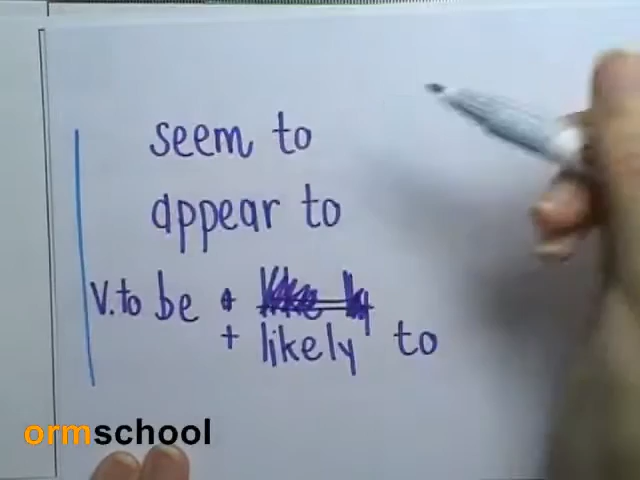 seem to
appear to
v. to be +
+ likely to
ormschool